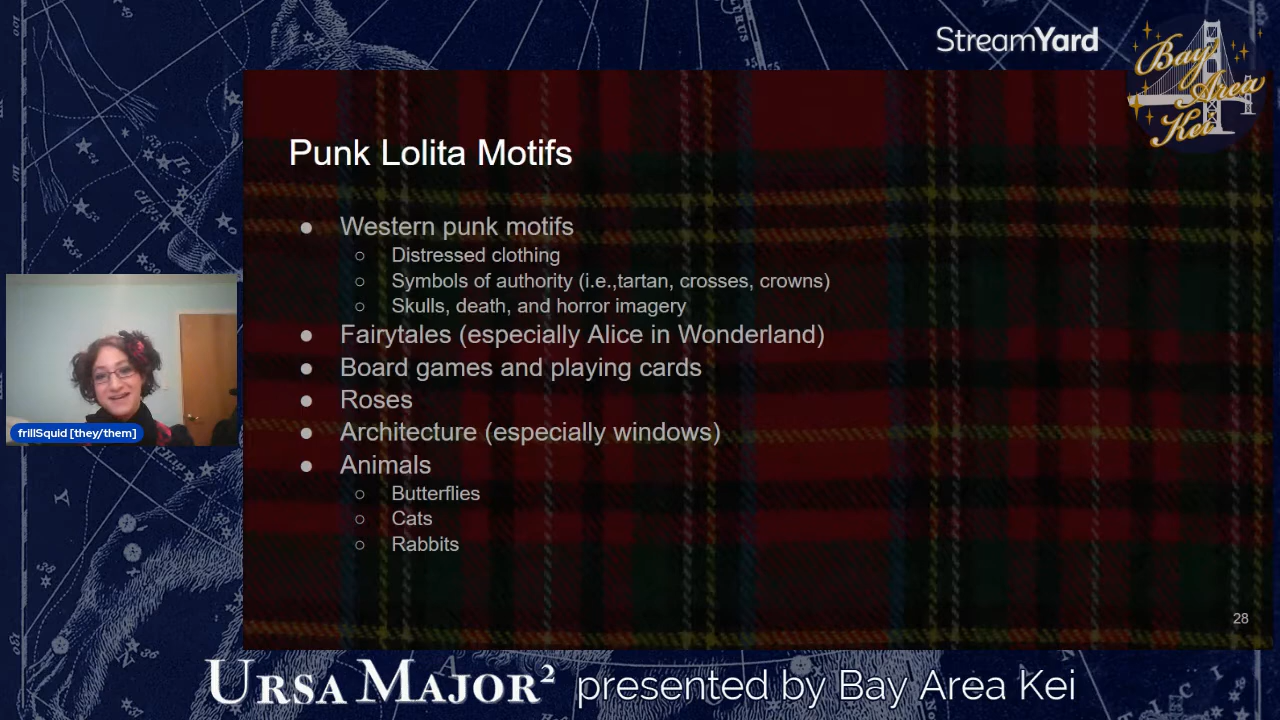 StreamYard
Bay
Area
Kei
Punk Lolita Motifs
● Western punk motifs
○ Distressed clothing
○ Symbols of authority (i.e.,tartan, crosses, crowns)
○ Skulls, death, and horror imagery
● Fairytales (especially Alice in Wonderland)
● Board games and playing cards
● Roses
● Architecture (especially windows)
● Animals
○ Butterflies
○ Cats
○ Rabbits
frillSquid [they/them]
28
URSA MAJOR² presented by Bay Area Kei